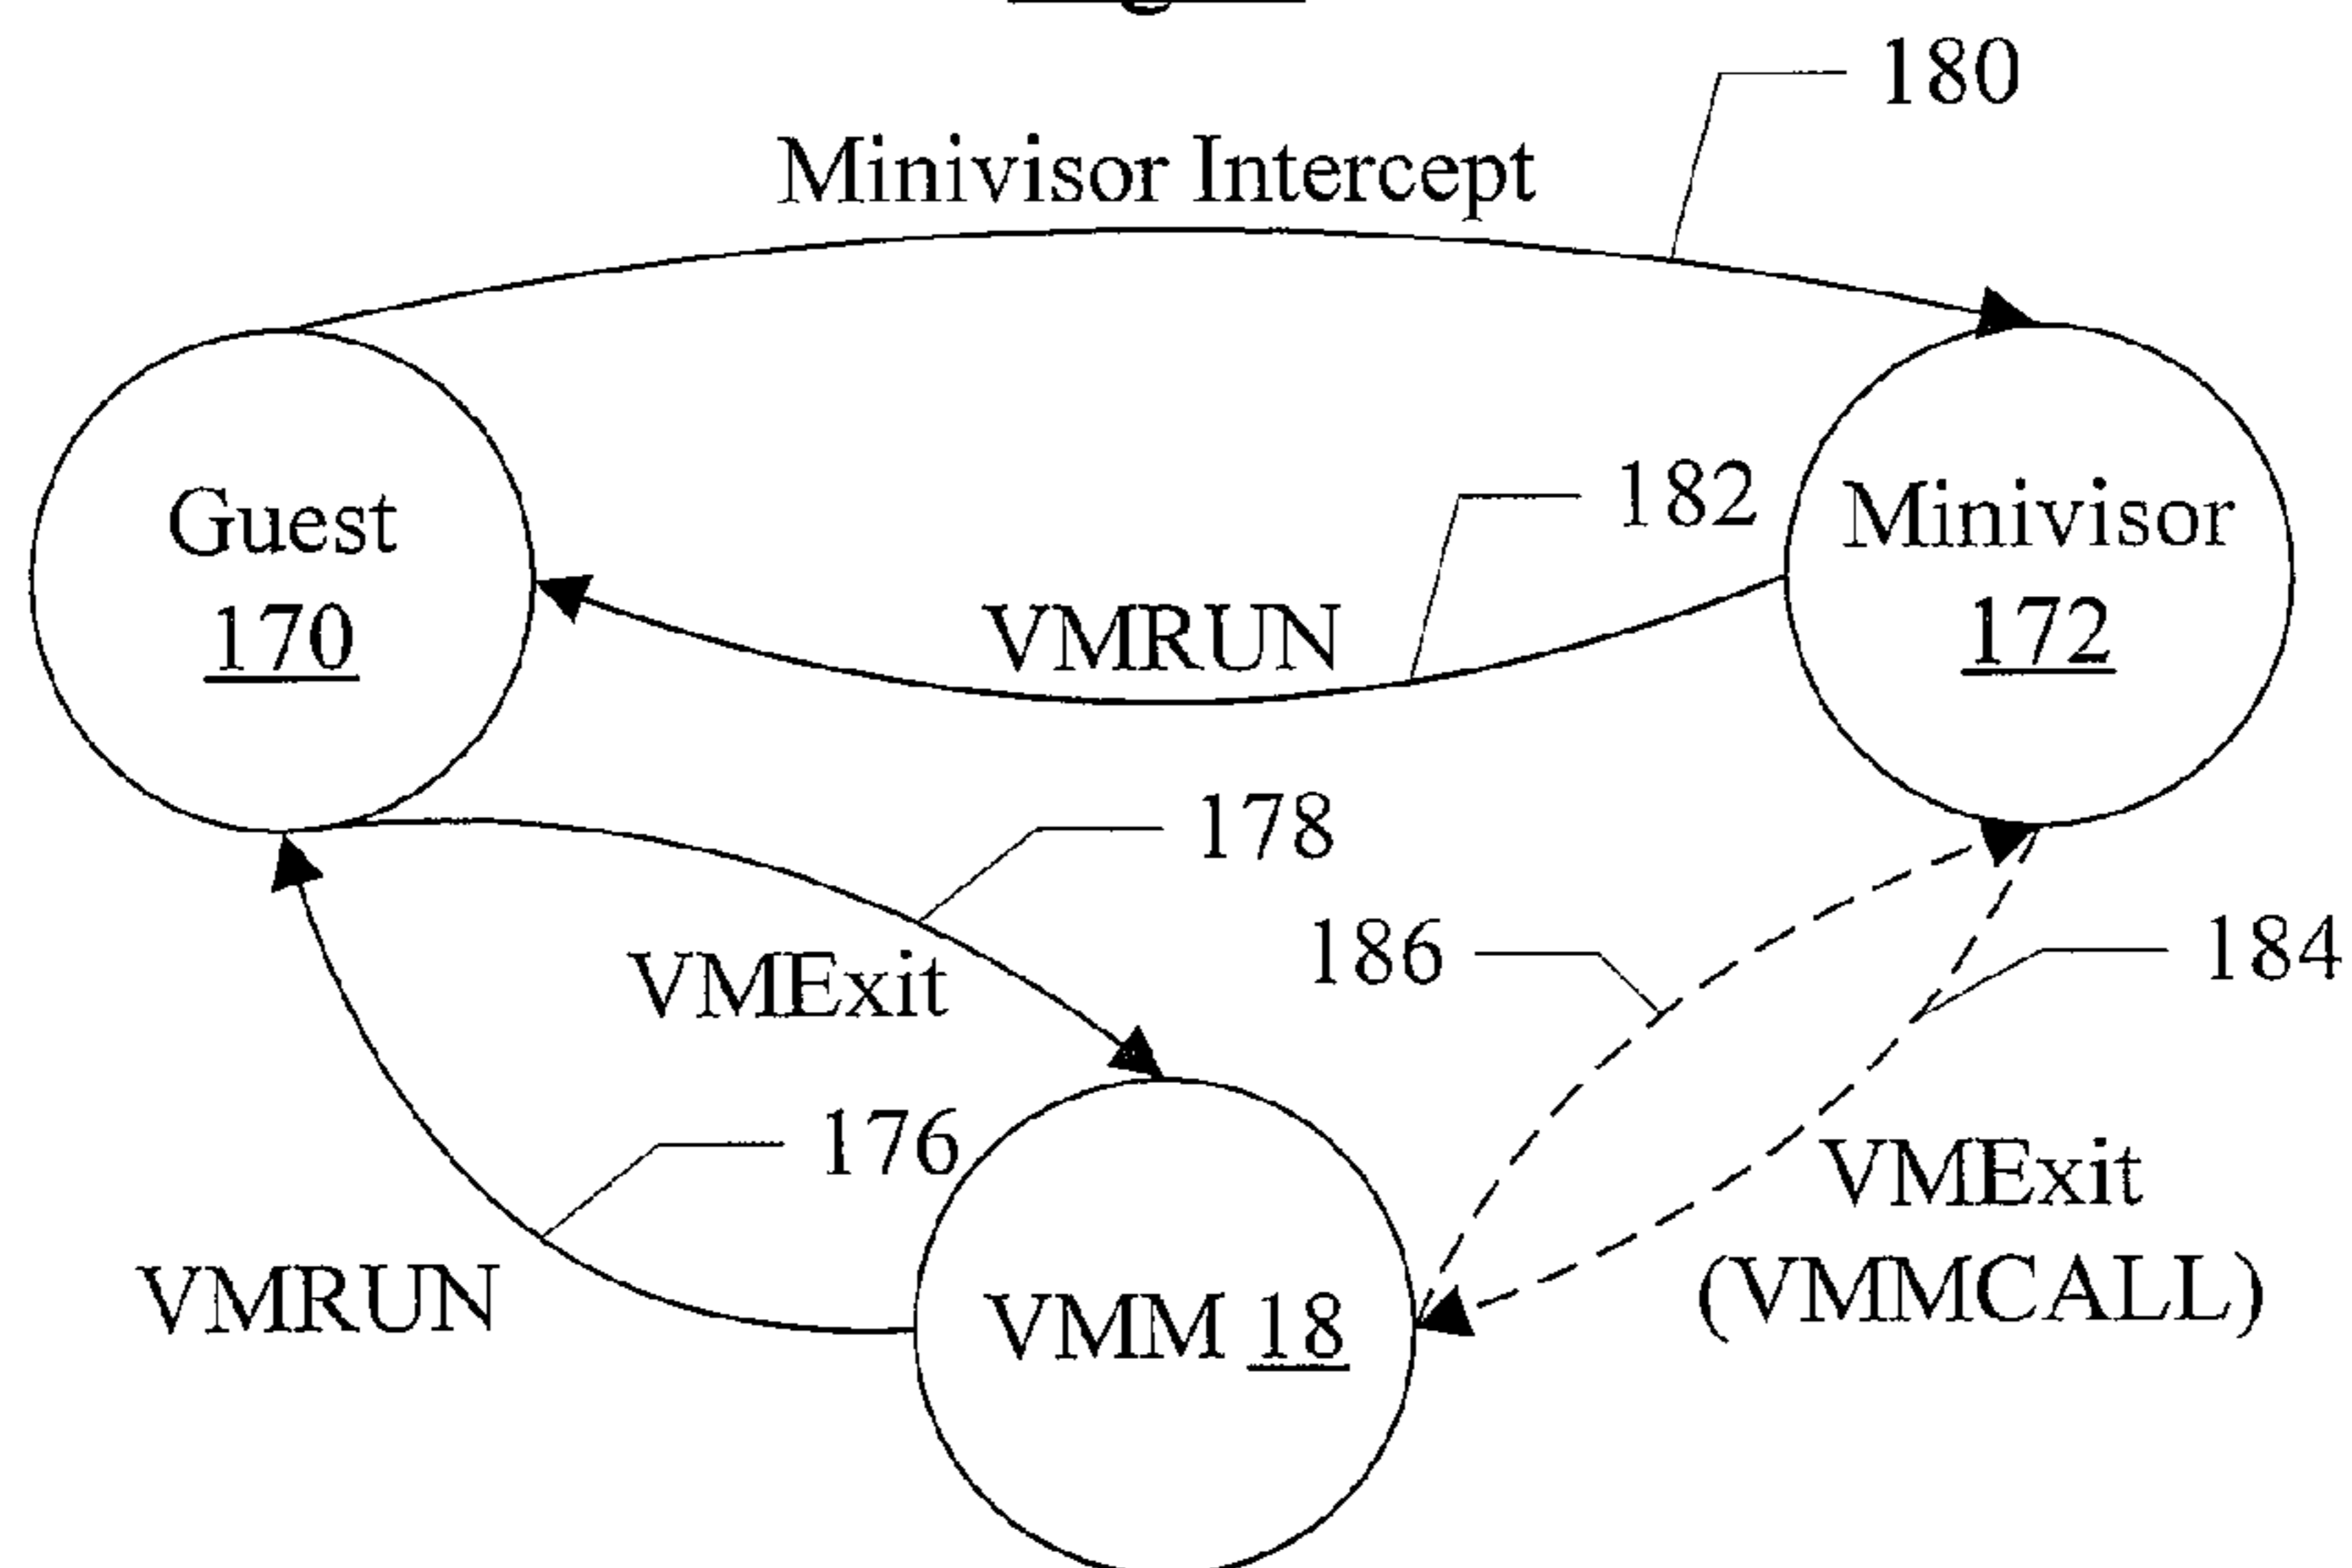 180
Minivisor Intercept
182
Guest
170
Minivisor
172
VMRUN
178
186
184
VMExit
176
VMExit
(VMMCALL)
VMRUN
VMM 18